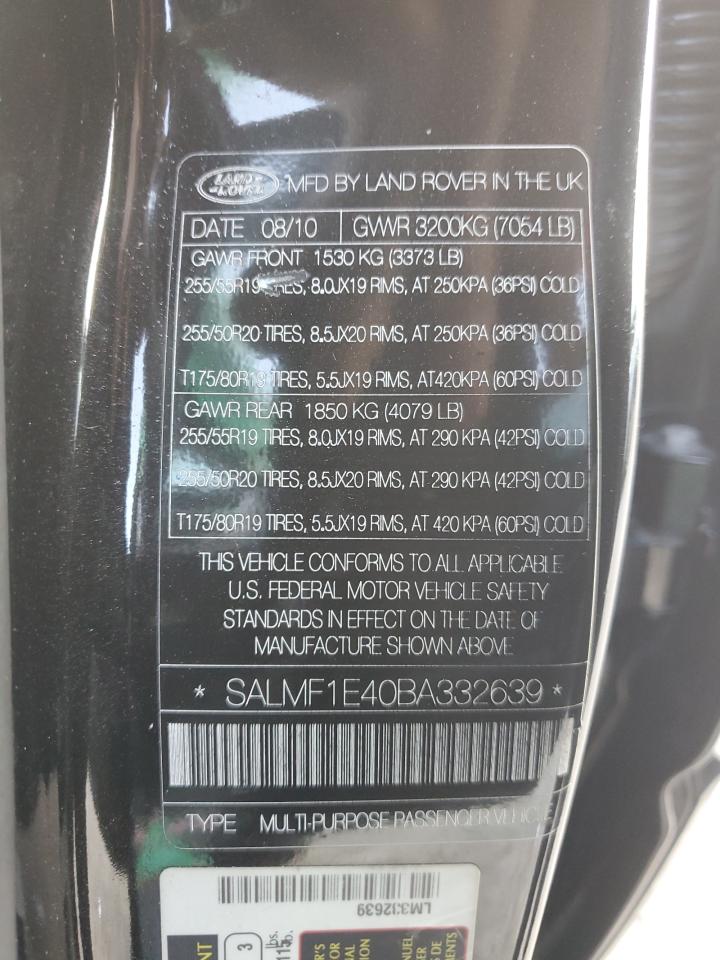 LAND ROVER MFD BY LAND ROVER IN THE UK
DATE 08/10 GWWR 3200KG (7054 LB)
GAWR FRONT 1530 KG (3373 LB)
255/55R19 TIRES, 8.0JX19 RIMS, AT 250KPA (36PSI) COLD
255/50R20 TIRES, 8.5JX20 RIMS, AT 250KPA (36PSI) COLD
T175/80R19 TIRES, 5.5JX19 RIMS, AT420KPA (60PSI) COLD
GAWR REAR 1850 KG (4079 LB)
255/55R19 TIRES, 8.0JX19 RIMS, AT 290 KPA (42PSI) COLD
255/50R20 TIRES, 8.5JX20 RIMS, AT 290 KPA (42PSI) COLD
T175/80R19 TIRES, 5.5JX19 RIMS, AT 420 KPA (60PSI) COLD
THIS VEHICLE CONFORMS TO ALL APPLICABLE
U.S. FEDERAL MOTOR VEHICLE SAFETY
STANDARDS IN EFFECT ON THE DATE OF
MANUFACTURE SHOWN ABOVE
* SALMF1E40BA332639 *
TYPE MULTI-PURPOSE PASSENGER VEHICLE
LM332639
3
lbs.